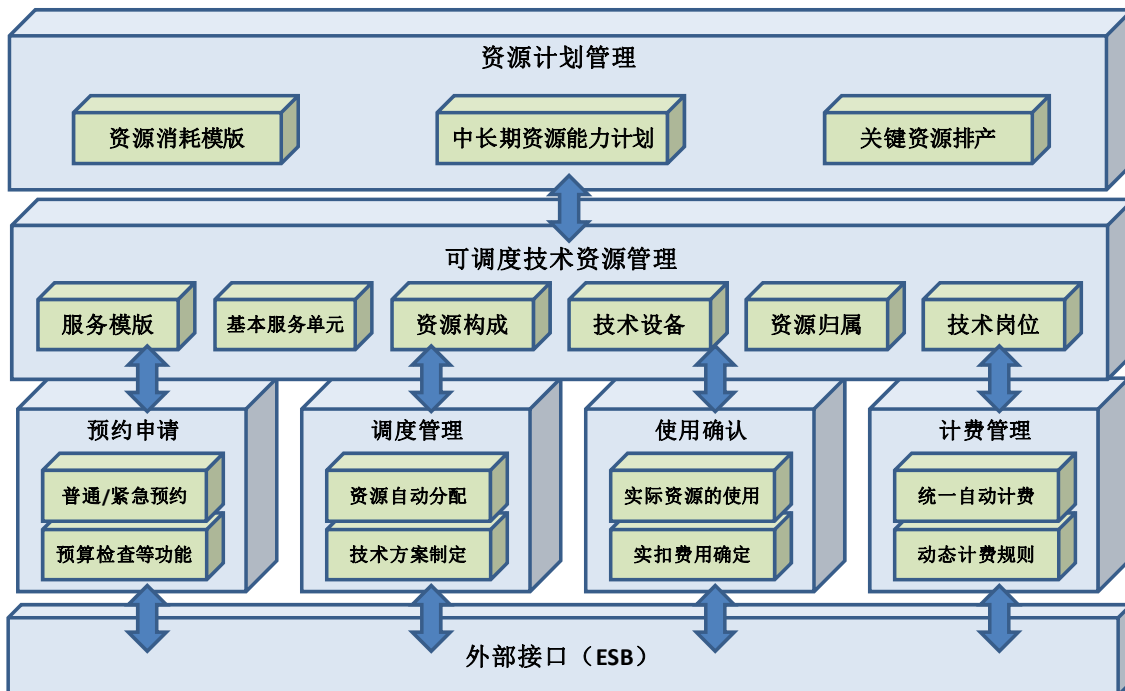 资源计划管理
资源消耗模版
中长期资源能力计划
关键资源排产
可调度技术资源管理
服务模版
基本服务单元
资源构成
技术设备
资源归属
技术岗位
预约申请
普通/紧急预约
预算检查等功能
调度管理
资源自动分配
技术方案制定
使用确认
实际资源的使用
实扣费用确定
计费管理
统一自动计费
动态计费规则
外部接口（ESB）